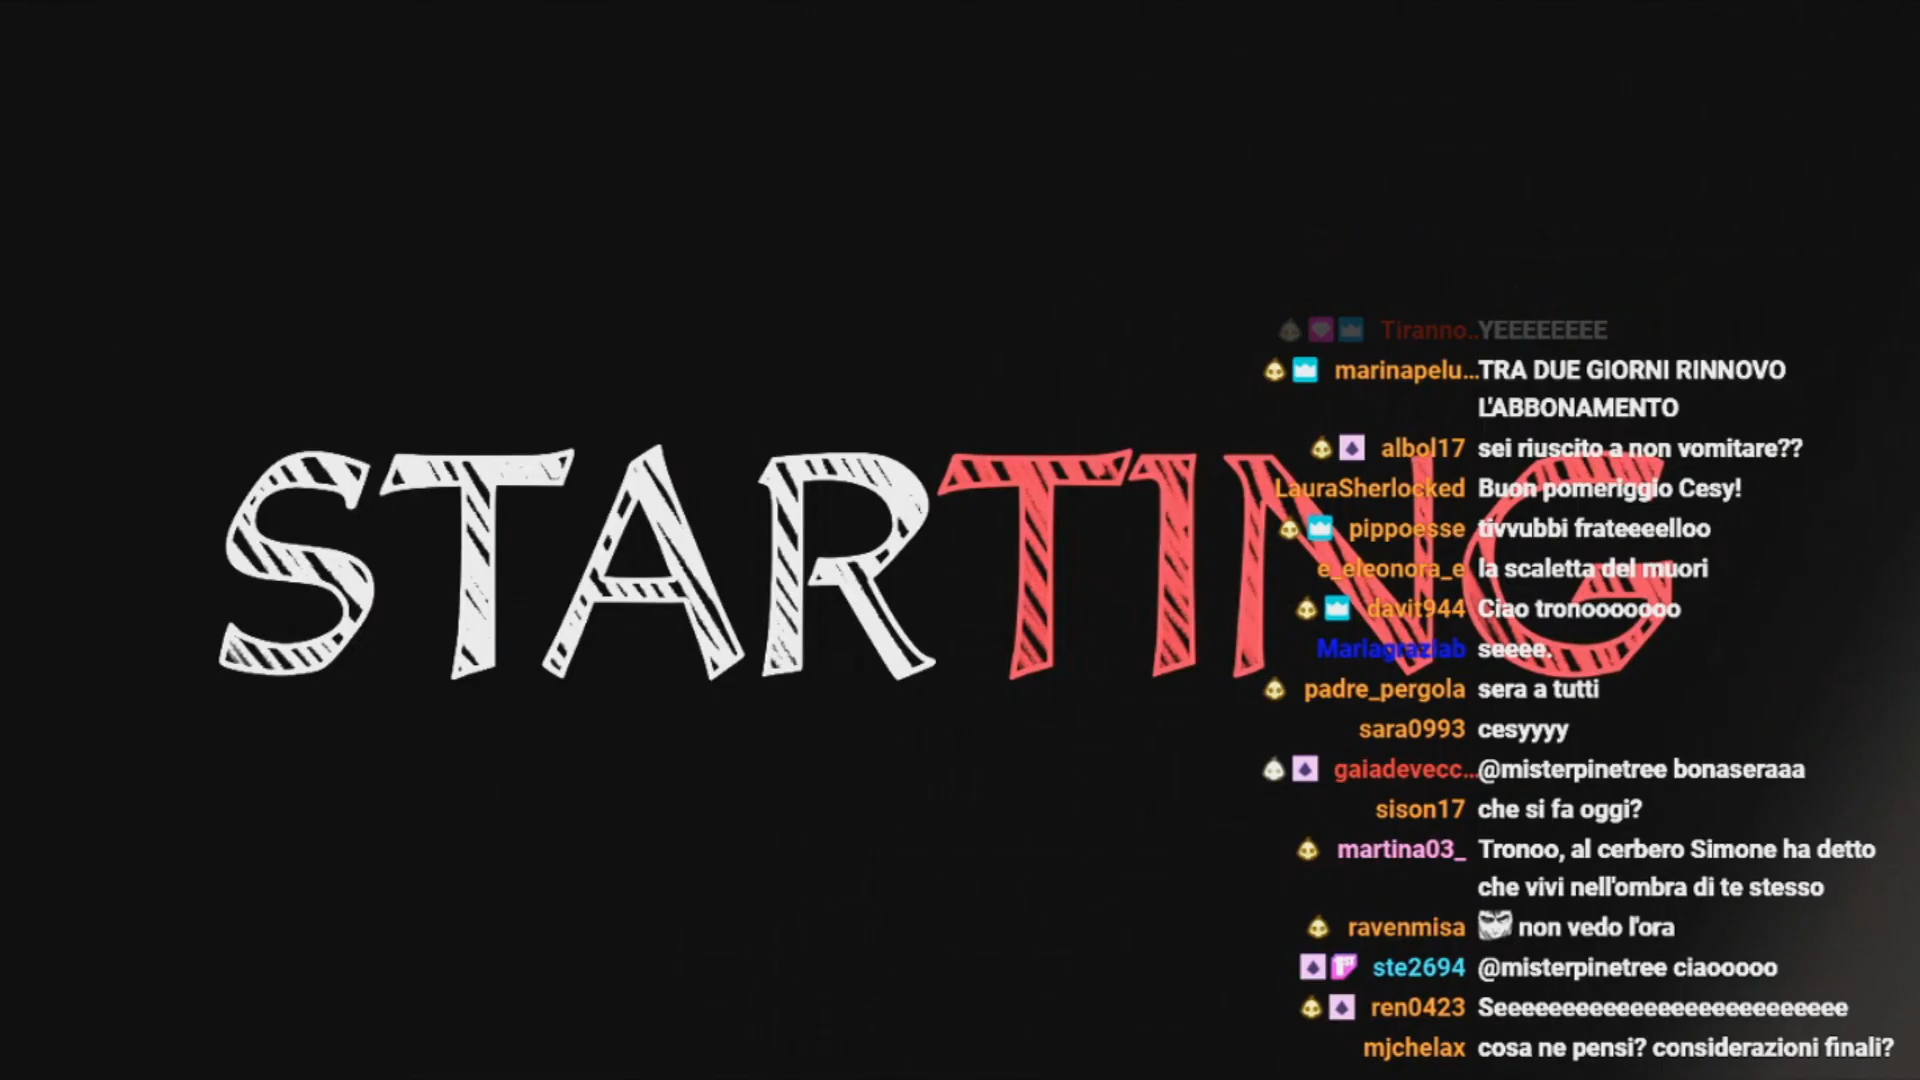 STARTING
Tiranno.. YEEEEEEEE
marinapelu... TRA DUE GIORNI RINNOVO
L'ABBONAMENTO
albol17 sei riuscito a non vomitare??
LauraSherlocked Buon pomeriggio Cesy!
pippoesse tivvubbi frateeeelloo
e_eleonora_e la scaletta del muori
davit944 Ciao tronooooooo
Mariagraziab seeee.
padre_pergola sera a tutti
sara0993 cesyyyy
gaiadevecc... @misterpinetree bonaseraaa
sison17 che si fa oggi?
martina03_ Tronoo, al cerbero Simone ha detto
che vivi nell'ombra di te stesso
ravenmisa non vedo l'ora
ste2694 @misterpinetree ciaooooo
ren0423 Seeeeeeeeeeeeeeeeeeeeeeeeee
mjchelax cosa ne pensi? considerazioni finali?